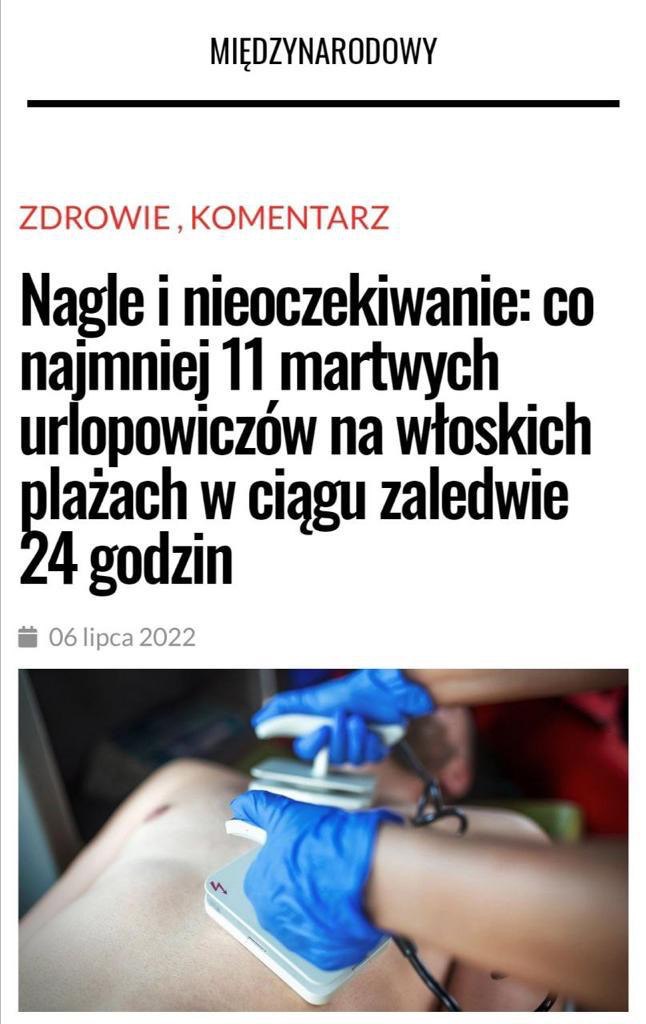 MIĘDZYNARODOWY
ZDROWIE , KOMENTARZ
Nagle i nieoczekiwanie: co
najmniej 11 martwych
urlopowiczów na włoskich
plażach w ciągu zaledwie
24 godzin
06 lipca 2022